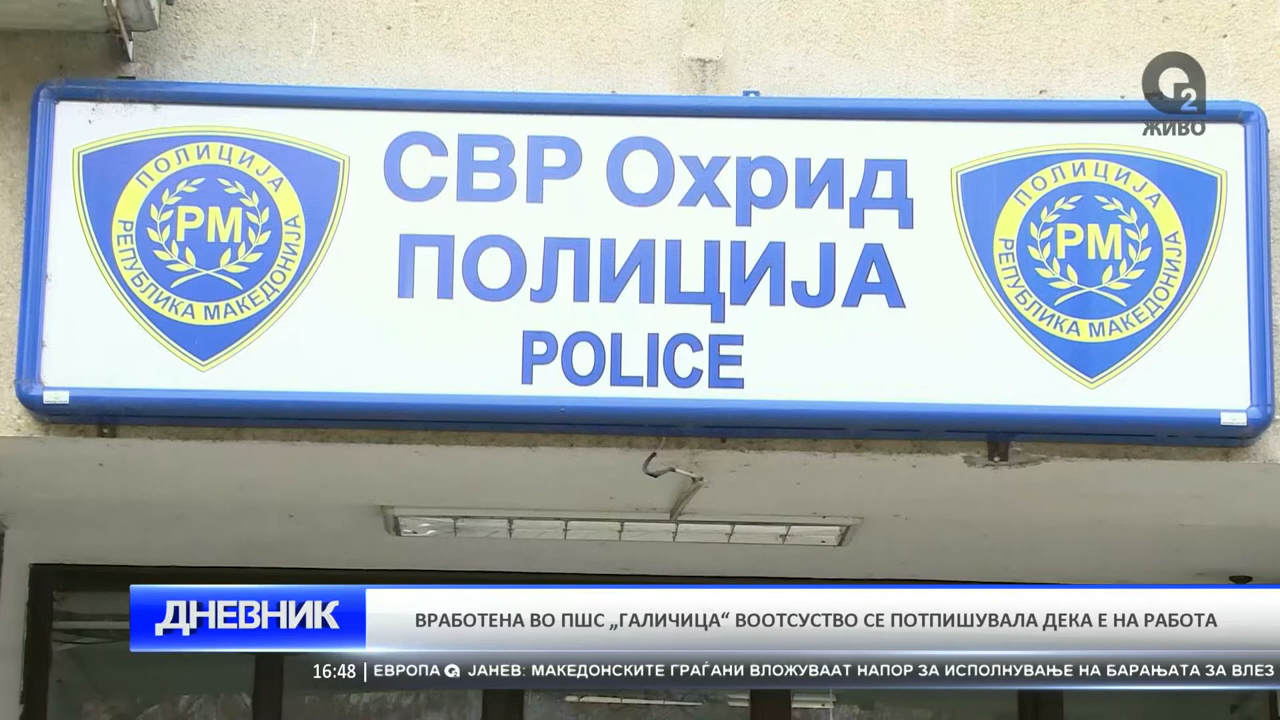 2
ЖИВО
СВР Охрид
ПОЛИЦИЈА
POLICE
ПОЛИЦИЈА
РМ
РЕПУБЛИКА МАКЕДОНИЈА
ПОЛИЦИЈА
РМ
РЕПУБЛИКА МАКЕДОНИЈА
ДНЕВНИК
ВРАБОТЕНА ВО ПШС „ГАЛИЧИЦА“ ВООТСУСТВО СЕ ПОТПИШУВАЛА ДЕКА Е НА РАБОТА
16:48 | ЕВРОПА ЈАНЕВ: МАКЕДОНСКИТЕ ГРАЃАНИ ВЛОЖУВААТ НАПОР ЗА ИСПОЛНУВАЊЕ НА БАРАЊАТА ЗА ВЛЕЗ